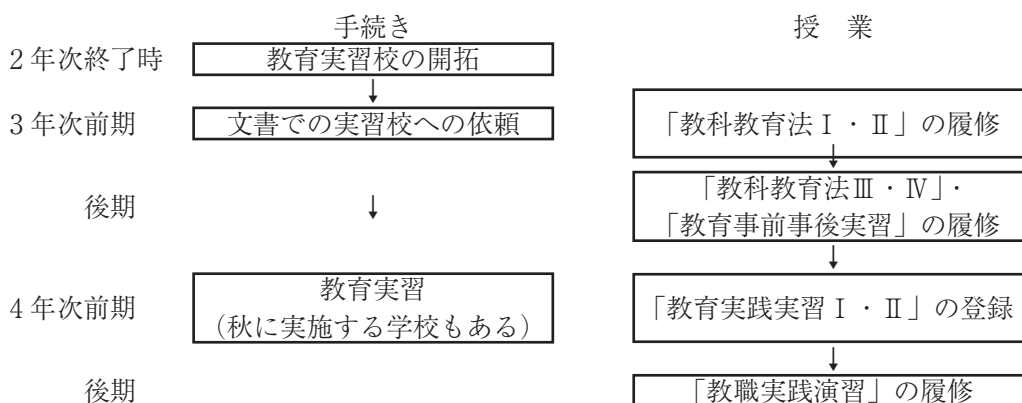 手続き
授 業
2年次終了時
教育実習校の開拓
↓
3年次前期
文書での実習校への依頼
「教科教育法Ⅰ・Ⅱ」の履修
↓
後期
↓
「教科教育法Ⅲ・Ⅳ」・
「教育事前事後実習」の履修
↓
4年次前期
教育実習
(秋に実施する学校もある)
「教育実践実習Ⅰ・Ⅱ」の登録
↓
後期
「教職実践演習」の履修